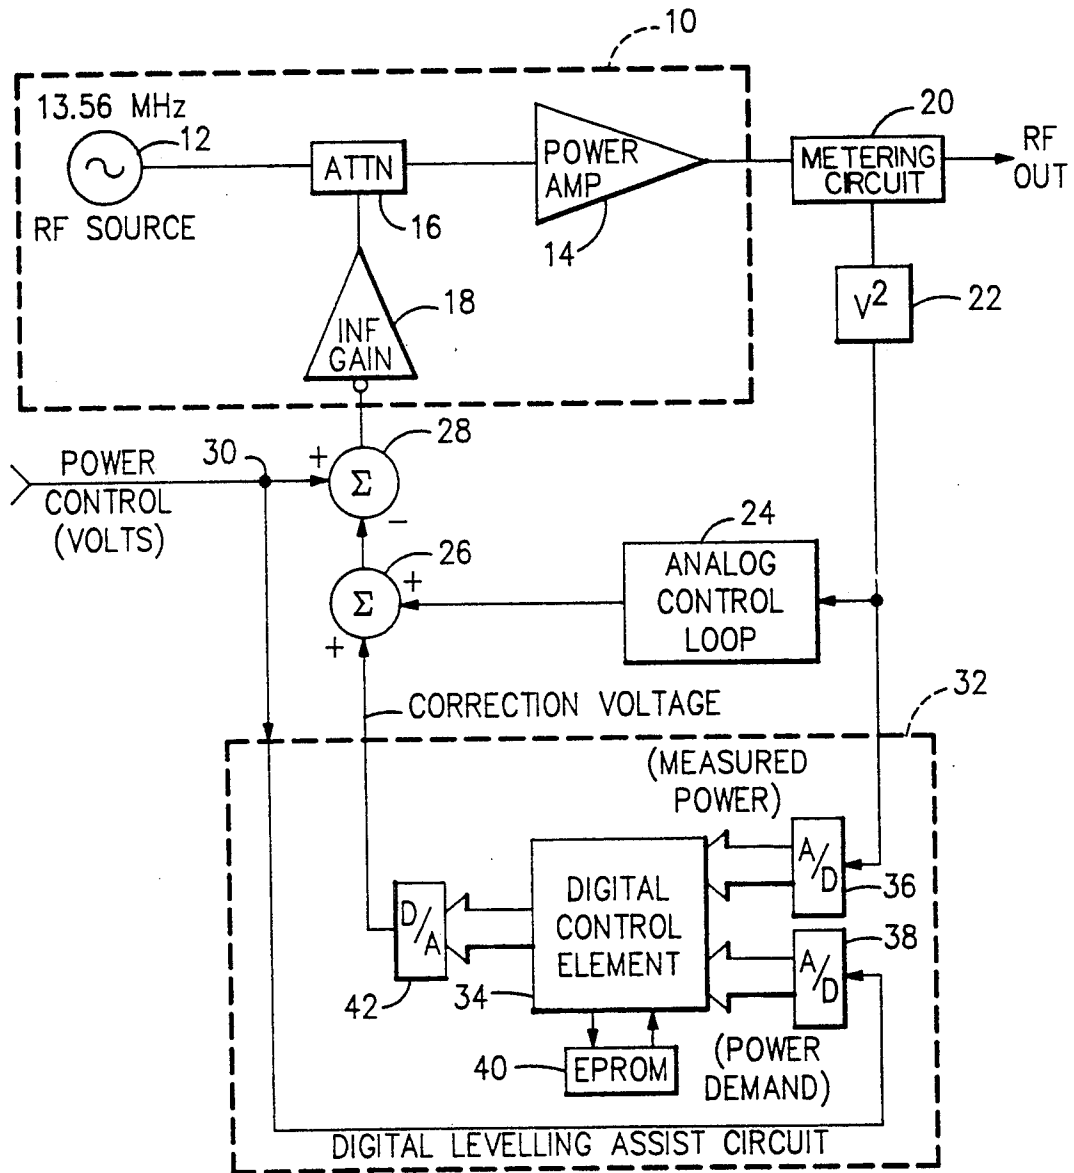 10
13.56 MHz
12
RF SOURCE
ATTN
16
POWER
AMP
14
20
METERING
CIRCUIT
RF
OUT
V2
22
INF
GAIN
18
POWER
CONTROL
(VOLTS)
30
+
28
Σ
−
26
+
Σ
+
24
ANALOG
CONTROL
LOOP
CORRECTION VOLTAGE
32
(MEASURED
POWER)
A/D
36
DIGITAL
CONTROL
ELEMENT
34
D/A
42
38
A/D
40
EPROM
(POWER
DEMAND)
DIGITAL LEVELLING ASSIST CIRCUIT